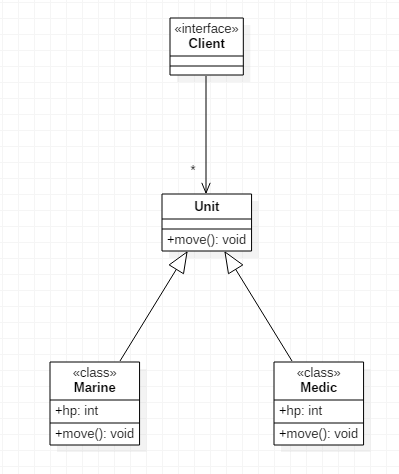 «interface»
Client
*
Unit
+move(): void
«class»
Marine
+hp: int
+move(): void
«class»
Medic
+hp: int
+move(): void